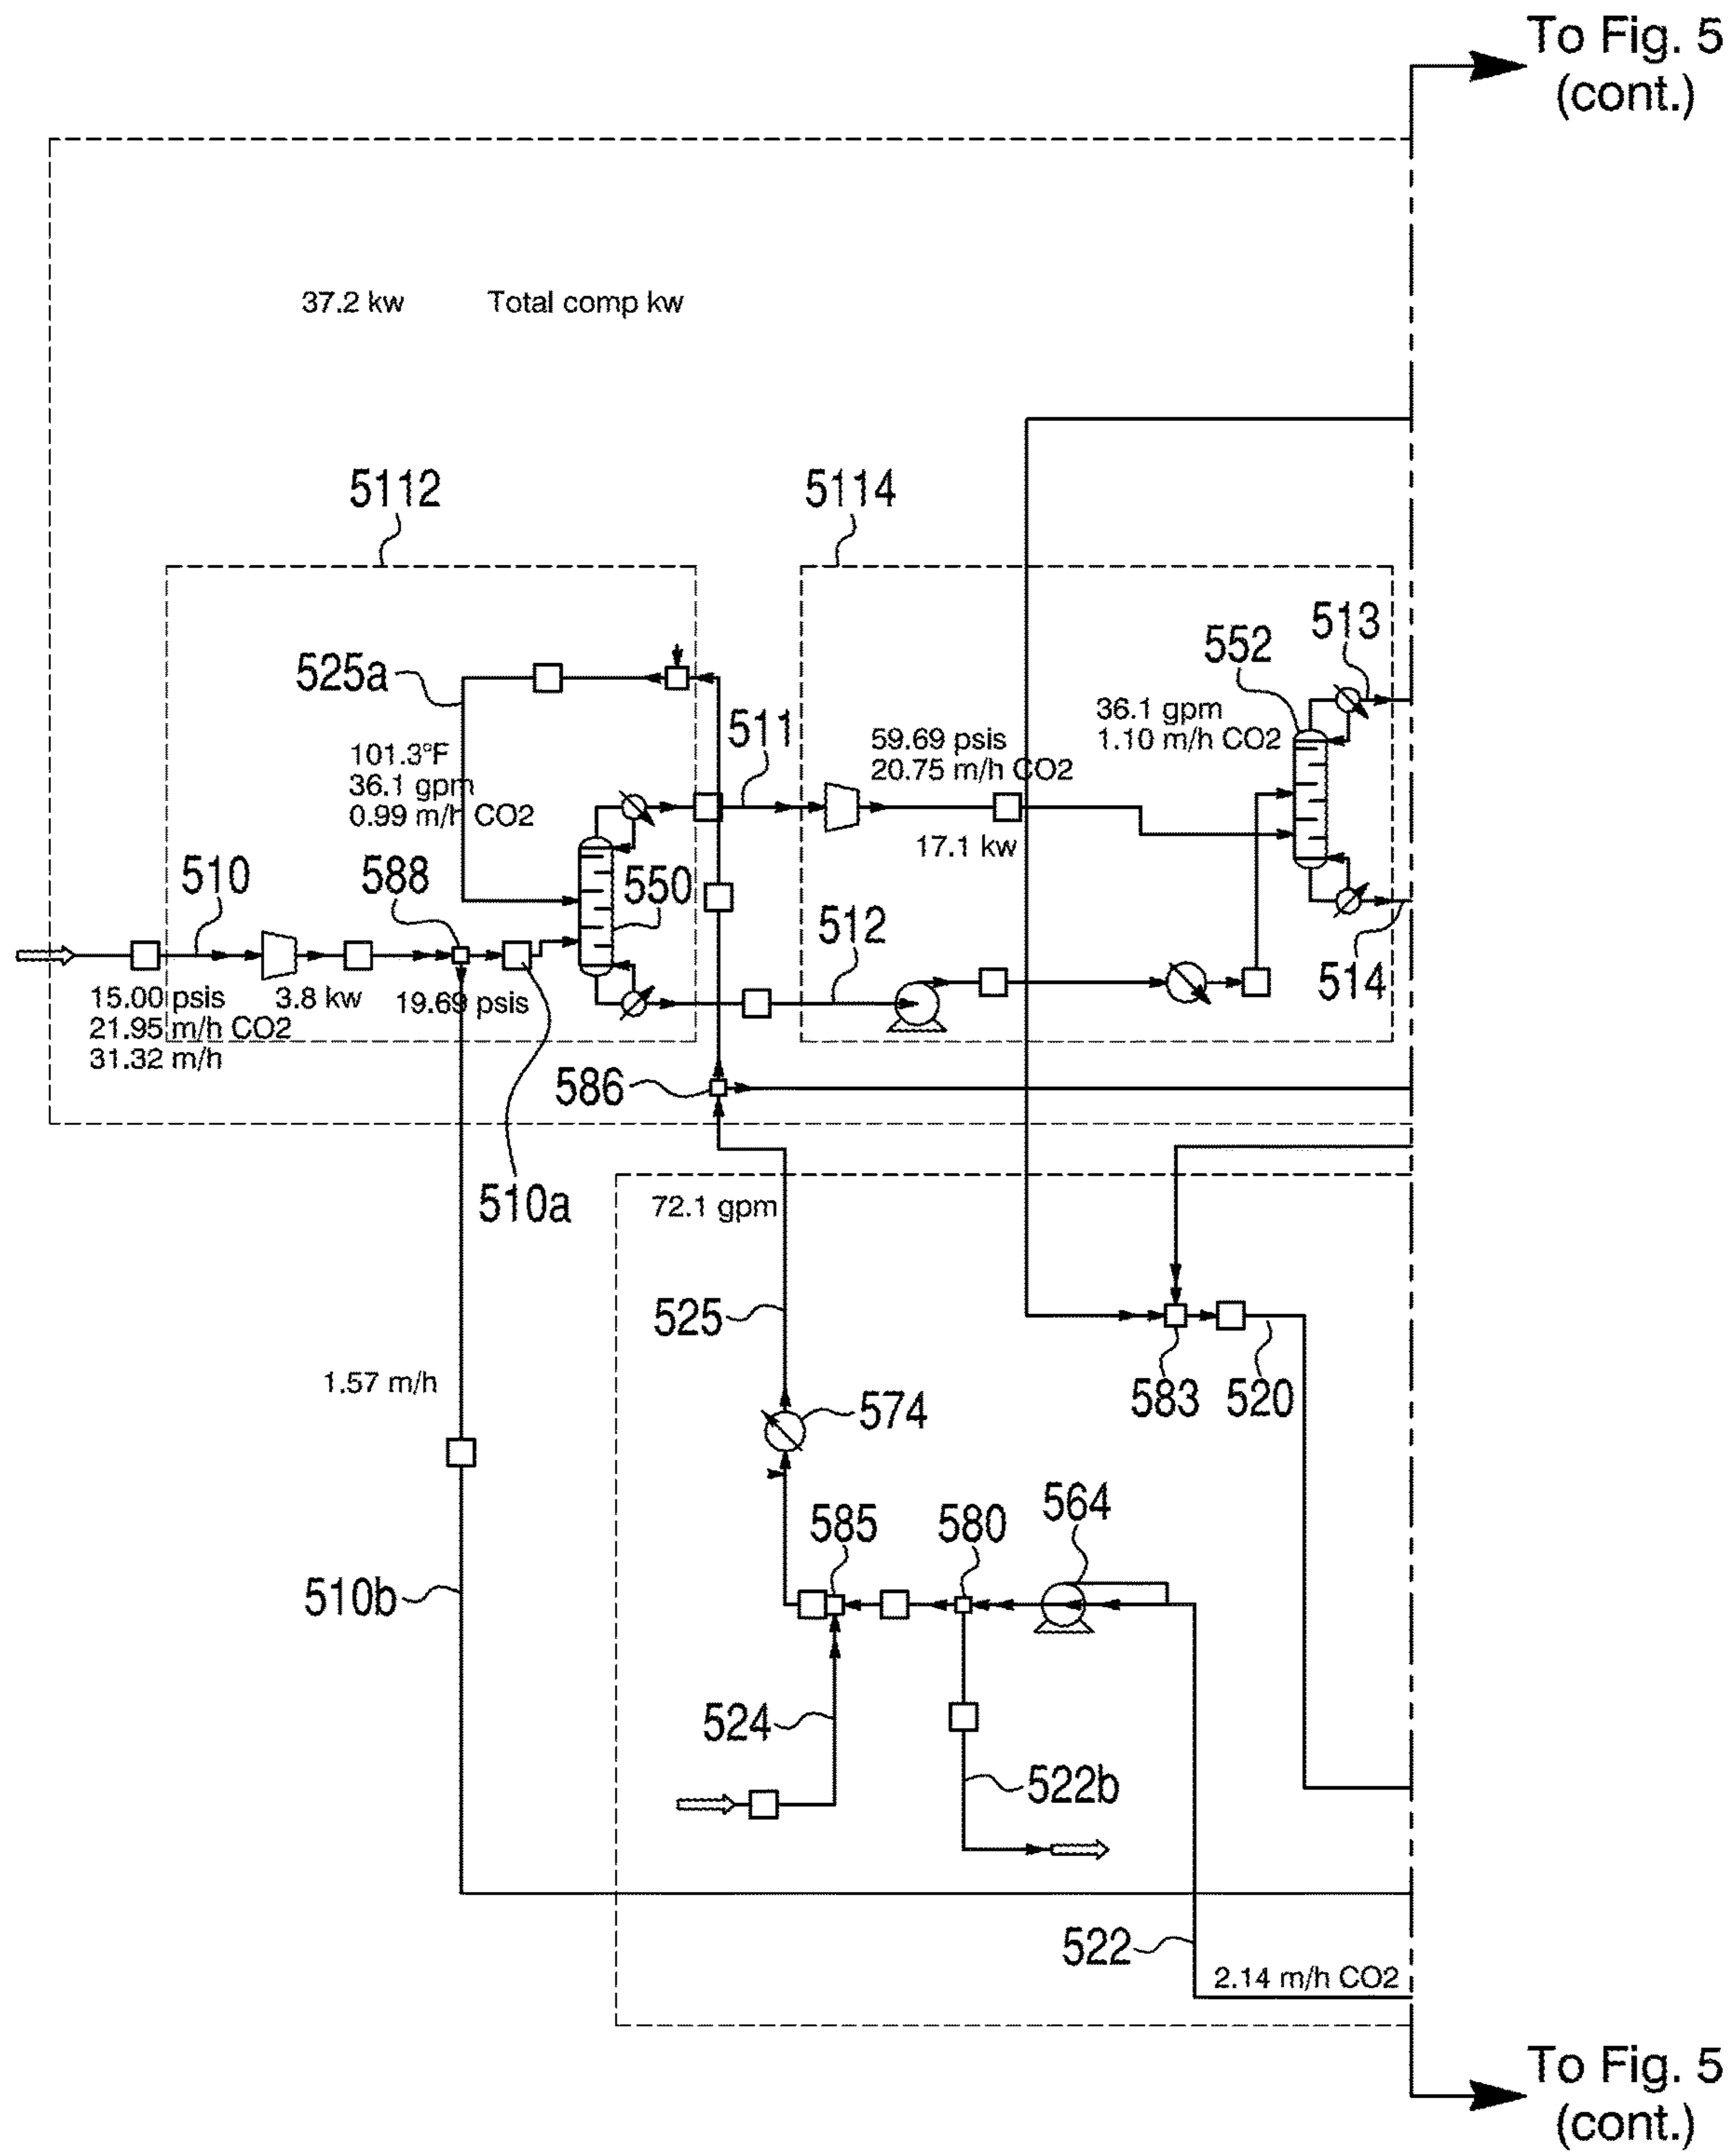 To Fig. 5
(cont.)
37.2 kw Total comp kw
5112
5114
525a
101.3°F
36.1 gpm
0.99 m/h CO2
511
59.69 psis
20.75 m/h CO2
17.1 kw
552
513
36.1 gpm
1.10 m/h CO2
510
588
550
512
514
15.00 psis
21.95 m/h CO2
31.32 m/h
3.8 kw
19.69 psis
586
510a
72.1 gpm
525
583
520
1.57 m/h
574
585
580
564
510b
524
522b
522
2.14 m/h CO2
To Fig. 5
(cont.)